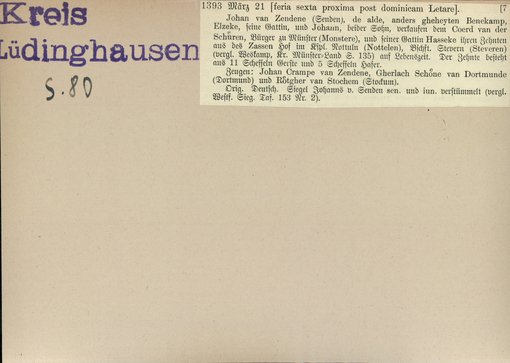 Kreis
Lüdinghausen
S. 80
1393 März 21 [feria sexta proxima post dominicam Letare]. [7
Johan van Zendene (Senden), de alde, anders gheheyten Benekamp,
Elzeke, seine Gattin, und Johann, beider Sohn, verkaufen dem Coerd van der
Schüren, Bürger zu Münster (Monstere), und seiner Gattin Hasseke ihren Zehnten
aus des Zassen Hof im Kspl. Nottuln (Nottelen), Bschft. Stevern (Steveren)
(vergl. Weskamp, Kr. Münster-Land S. 135) auf Lebenszeit. Der Zehnte besteht
aus 11 Scheffeln Gerste und 5 Scheffeln Hafer.
Zeugen: Johan Crampe van Zendene, Gherlach Schöne van Dortmunde
(Dortmund) und Rötgher van Stochem (Stockum).
Orig. Deutsch. Siegel Johanns v. Senden sen. und iun. verstümmelt (vergl.
Westf. Sieg. Taf. 153 Nr. 2).